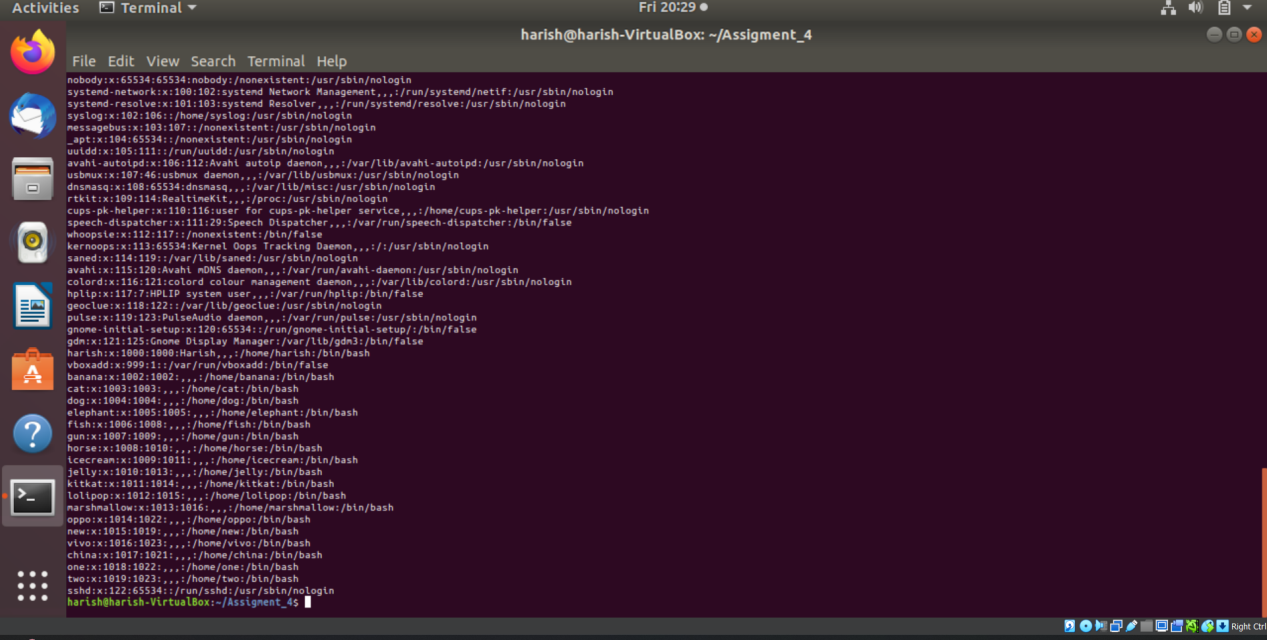 Activities Terminal Fri 20:29
harish@harish-VirtualBox: ~/Assigment_4
File Edit View Search Terminal Help
nobody:x:65534:65534:nobody:/nonexistent:/usr/sbin/nologin
systemd-network:x:100:102:systemd Network Management,,,:/run/systemd/netif:/usr/sbin/nologin
systemd-resolve:x:101:103:systemd Resolver,,,:/run/systemd/resolve:/usr/sbin/nologin
syslog:x:102:106::/home/syslog:/usr/sbin/nologin
messagebus:x:103:107::/nonexistent:/usr/sbin/nologin
_apt:x:104:65534::/nonexistent:/usr/sbin/nologin
uuidd:x:105:111::/run/uuidd:/usr/sbin/nologin
avahi-autoipd:x:106:112:Avahi autoip daemon,,,:/var/lib/avahi-autoipd:/usr/sbin/nologin
usbmux:x:107:46:usbmux daemon,,,:/var/lib/usbmux:/usr/sbin/nologin
dnsmasq:x:108:65534:dnsmasq,,,:/var/lib/misc:/usr/sbin/nologin
rtkit:x:109:114:RealtimeKit,,,:/proc:/usr/sbin/nologin
cups-pk-helper:x:110:116:user for cups-pk-helper service,,,:/home/cups-pk-helper:/usr/sbin/nologin
speech-dispatcher:x:111:29:Speech Dispatcher,,,:/var/run/speech-dispatcher:/bin/false
whoopsie:x:112:117::/nonexistent:/bin/false
kernoops:x:113:65534:Kernel Oops Tracking Daemon,,,:/:/usr/sbin/nologin
saned:x:114:119::/var/lib/saned:/usr/sbin/nologin
avahi:x:115:120:Avahi mDNS daemon,,,:/var/run/avahi-daemon:/usr/sbin/nologin
colord:x:116:121:colord colour management daemon,,,:/var/lib/colord:/usr/sbin/nologin
hplip:x:117:7:HPLIP system user,,,:/var/run/hplip:/bin/false
geoclue:x:118:122::/var/lib/geoclue:/usr/sbin/nologin
pulse:x:119:123:PulseAudio daemon,,,:/var/run/pulse:/usr/sbin/nologin
gnome-initial-setup:x:120:65534::/run/gnome-initial-setup/:/bin/false
gdm:x:121:125:Gnome Display Manager:/var/lib/gdm3:/bin/false
harish:x:1000:1000:Harish,,,:/home/harish:/bin/bash
vboxadd:x:999:1::/var/run/vboxadd:/bin/false
banana:x:1002:1002:,,,:/home/banana:/bin/bash
cat:x:1003:1003:,,,:/home/cat:/bin/bash
dog:x:1004:1004:,,,:/home/dog:/bin/bash
elephant:x:1005:1005:,,,:/home/elephant:/bin/bash
fish:x:1006:1008:,,,:/home/fish:/bin/bash
gun:x:1007:1009:,,,:/home/gun:/bin/bash
horse:x:1008:1010:,,,:/home/horse:/bin/bash
icecream:x:1009:1011:,,,:/home/icecream:/bin/bash
jelly:x:1010:1013:,,,:/home/jelly:/bin/bash
kitkat:x:1011:1014:,,,:/home/kitkat:/bin/bash
lolipop:x:1012:1015:,,,:/home/lolipop:/bin/bash
marshmallow:x:1013:1016:,,,:/home/marshmallow:/bin/bash
oppo:x:1014:1022:,,,:/home/oppo:/bin/bash
new:x:1015:1019:,,,:/home/new:/bin/bash
vivo:x:1016:1023:,,,:/home/vivo:/bin/bash
china:x:1017:1021:,,,:/home/china:/bin/bash
one:x:1018:1022:,,,:/home/one:/bin/bash
two:x:1019:1023:,,,:/home/two:/bin/bash
sshd:x:122:65534::/run/sshd:/usr/sbin/nologin
harish@harish-VirtualBox:~/Assigment_4$
Right Ctrl